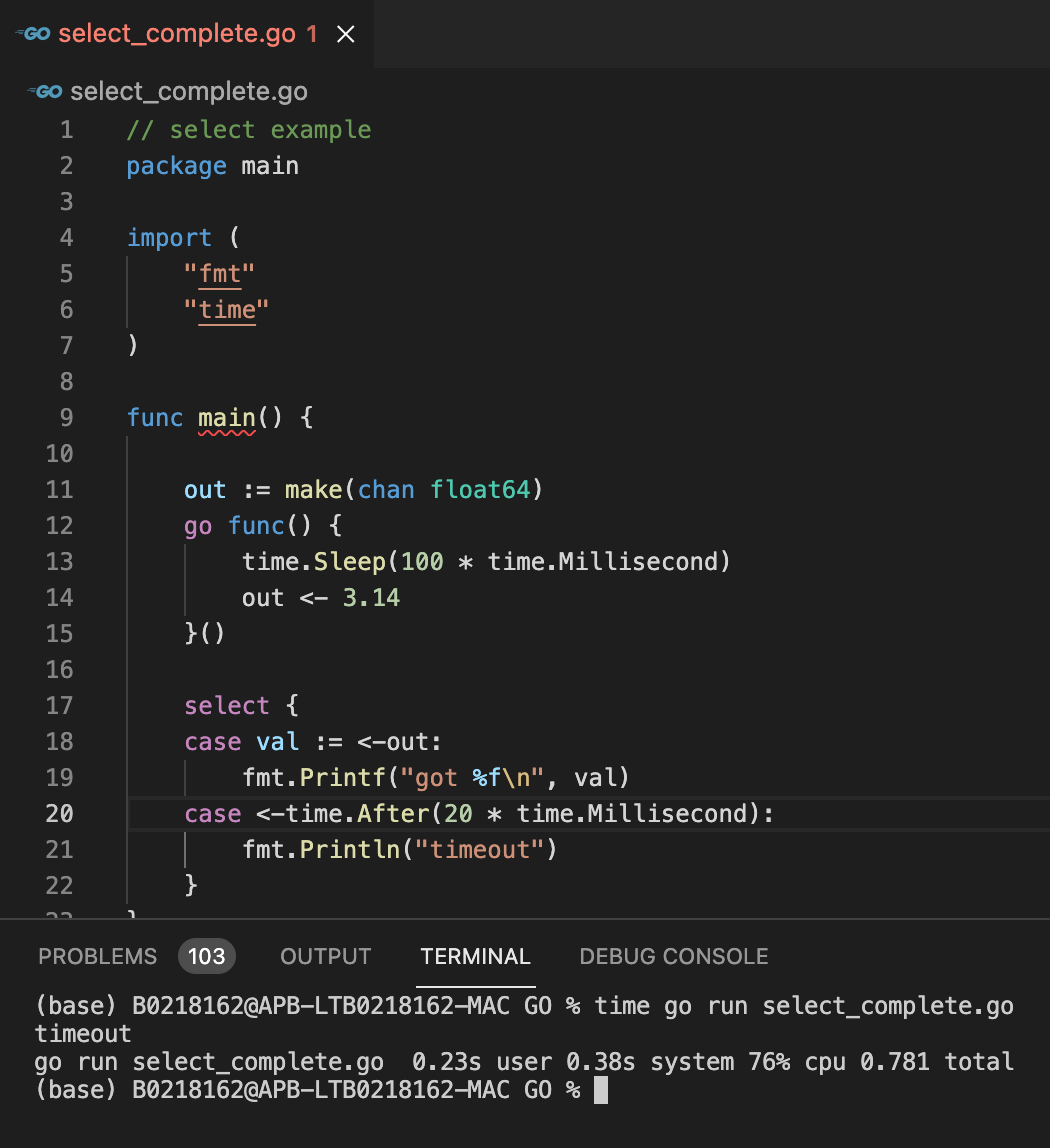 GO select_complete.go 1 ×
GO select_complete.go
1 // select example
2 package main
3
4 import (
5     "fmt"
6     "time"
7 )
8
9 func main() {
10
11     out := make(chan float64)
12     go func() {
13         time.Sleep(100 * time.Millisecond)
14         out <- 3.14
15     }()
16
17     select {
18     case val := <-out:
19         fmt.Printf("got %f\n", val)
20     case <-time.After(20 * time.Millisecond):
21         fmt.Println("timeout")
22     }
23 }
PROBLEMS 103 OUTPUT TERMINAL DEBUG CONSOLE
(base) B0218162@APB-LTB0218162-MAC GO % time go run select_complete.go
timeout
go run select_complete.go  0.23s user 0.38s system 76% cpu 0.781 total
(base) B0218162@APB-LTB0218162-MAC GO %